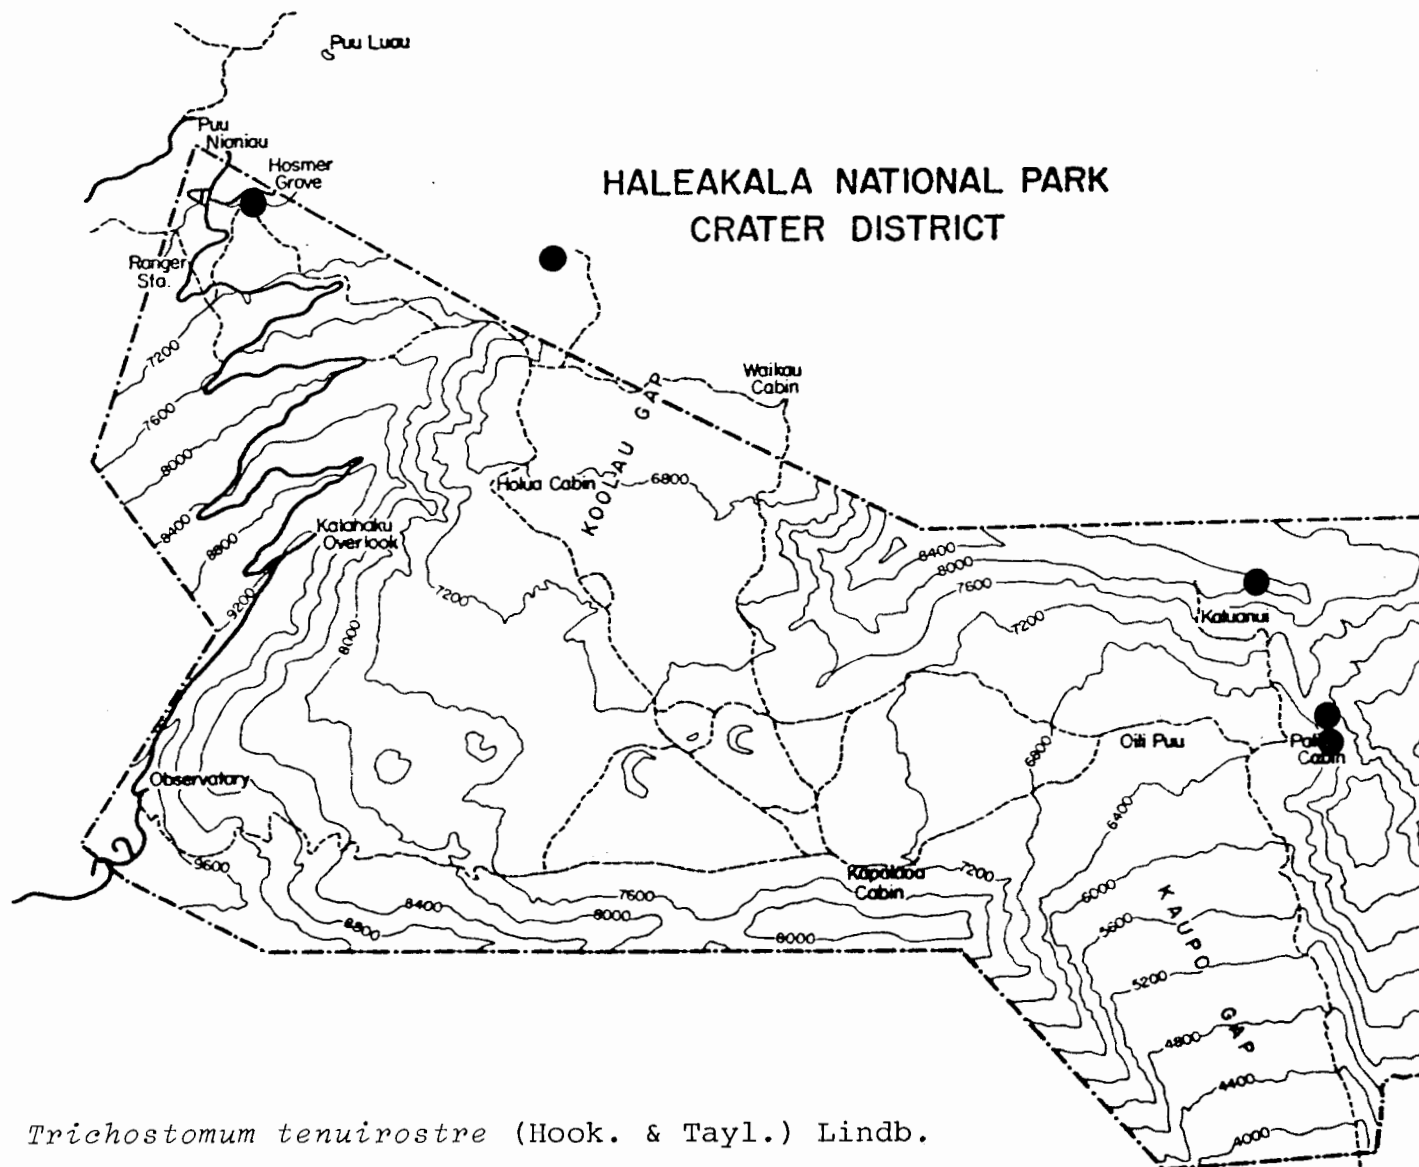 Puu Luau
Puu
Nianiau
Hosmer
Grove
HALEAKALA NATIONAL PARK
CRATER DISTRICT
Ranger
Sta.
7200
Waikau
Cabin
7600
8000
KOOLAU GAP
Holua Cabin
6800
8400
Kalahaku
Overlook
8800
8400
8000
7600
9200
7200
7200
Kaluanui
8000
6800
Oili Puu
Cabin
Observatory
6400
9600
Kapalaoa
Cabin
7200
7600
6000
8400
8000
8800
8000
5600
KAUPO
GAP
5200
4800
4400
4000
Trichostomum tenuirostre (Hook. & Tayl.) Lindb.